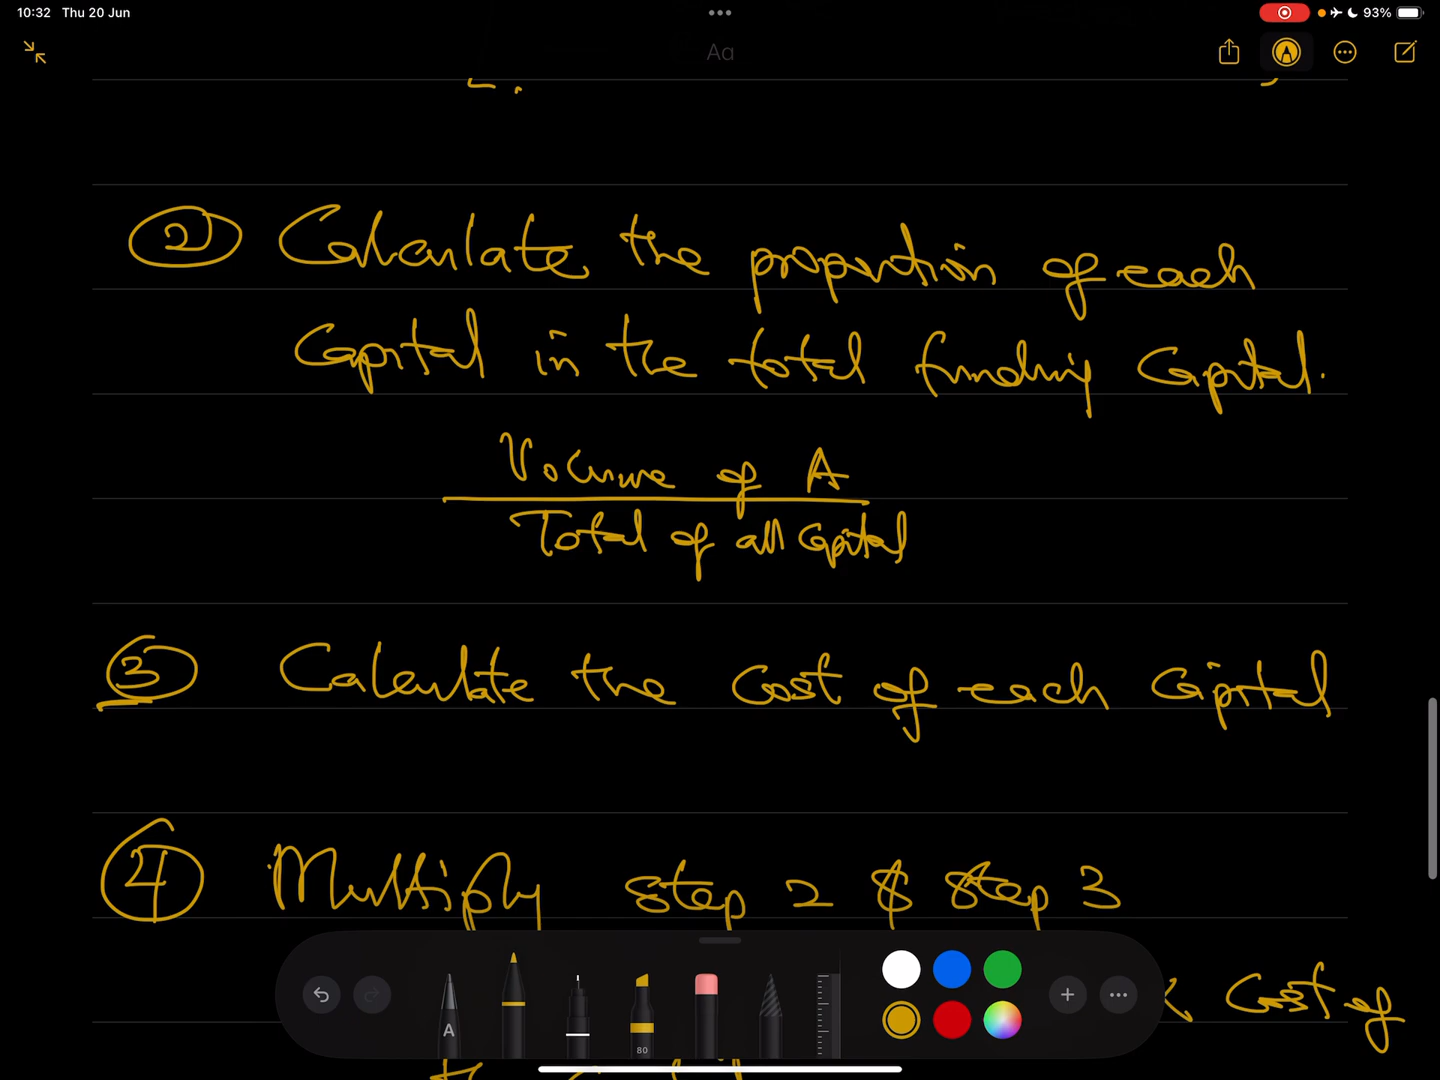 10:32 Thu 20 Jun
93%
Aa
2 Calculate the proportion of each
Capital in the total funding Capital.
Volume of A
Total of all Capital
3 Calculate the Cost of each Capital
4 Multiply step 2 & step 3
x Cost of
A
80